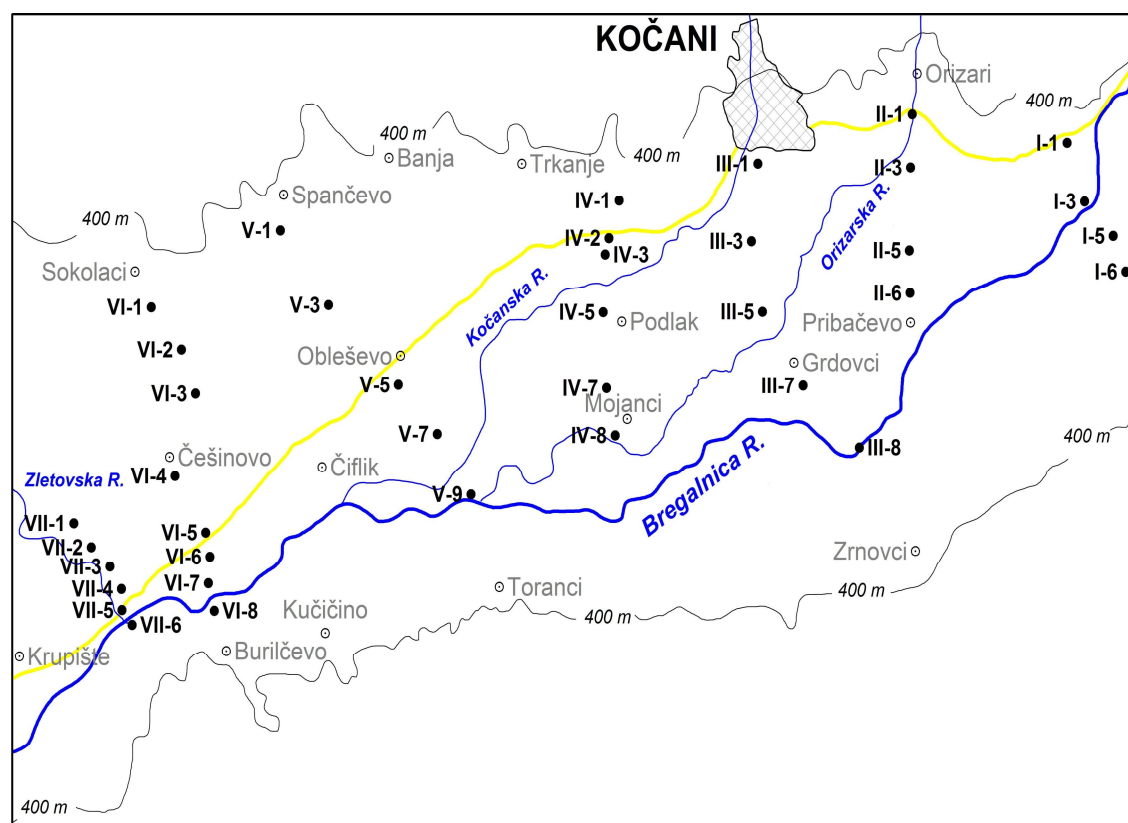 KOČANI
Orizari
400 m
400 m
II-1
I-1
400 m
Banja
Trkanje
400 m
III-1
II-3
Spančevo
IV-1
I-3
400 m
V-1
IV-2
III-3
I-5
IV-3
II-5
Orizarska R.
Sokolaci
I-6
Kočanska R.
II-6
VI-1
V-3
IV-5
Podlak
III-5
Pribačevo
VI-2
Obleševo
Grdovci
V-5
IV-7
III-7
VI-3
Mojanci
V-7
IV-8
400 m
III-8
Češinovo
Čiflik
Bregalnica R.
VI-4
Zletovska R.
V-9
VII-1
VI-5
VII-2
VI-6
Zrnovci
VII-3
VI-7
VII-4
Toranci
400 m
VII-5
VI-8
Kučičino
400 m
VII-6
Krupište
Burilčevo
400 m